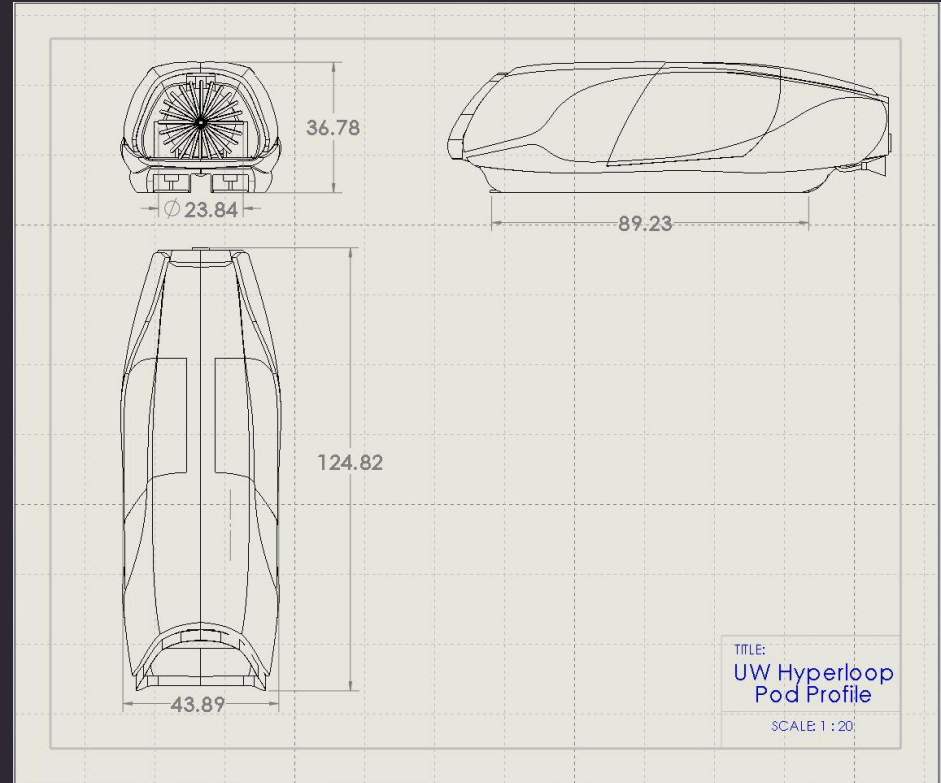 36.78
Ø 23.84
89.23
124.82
43.89
TITLE:
UW Hyperloop
Pod Profile
SCALE: 1 : 20